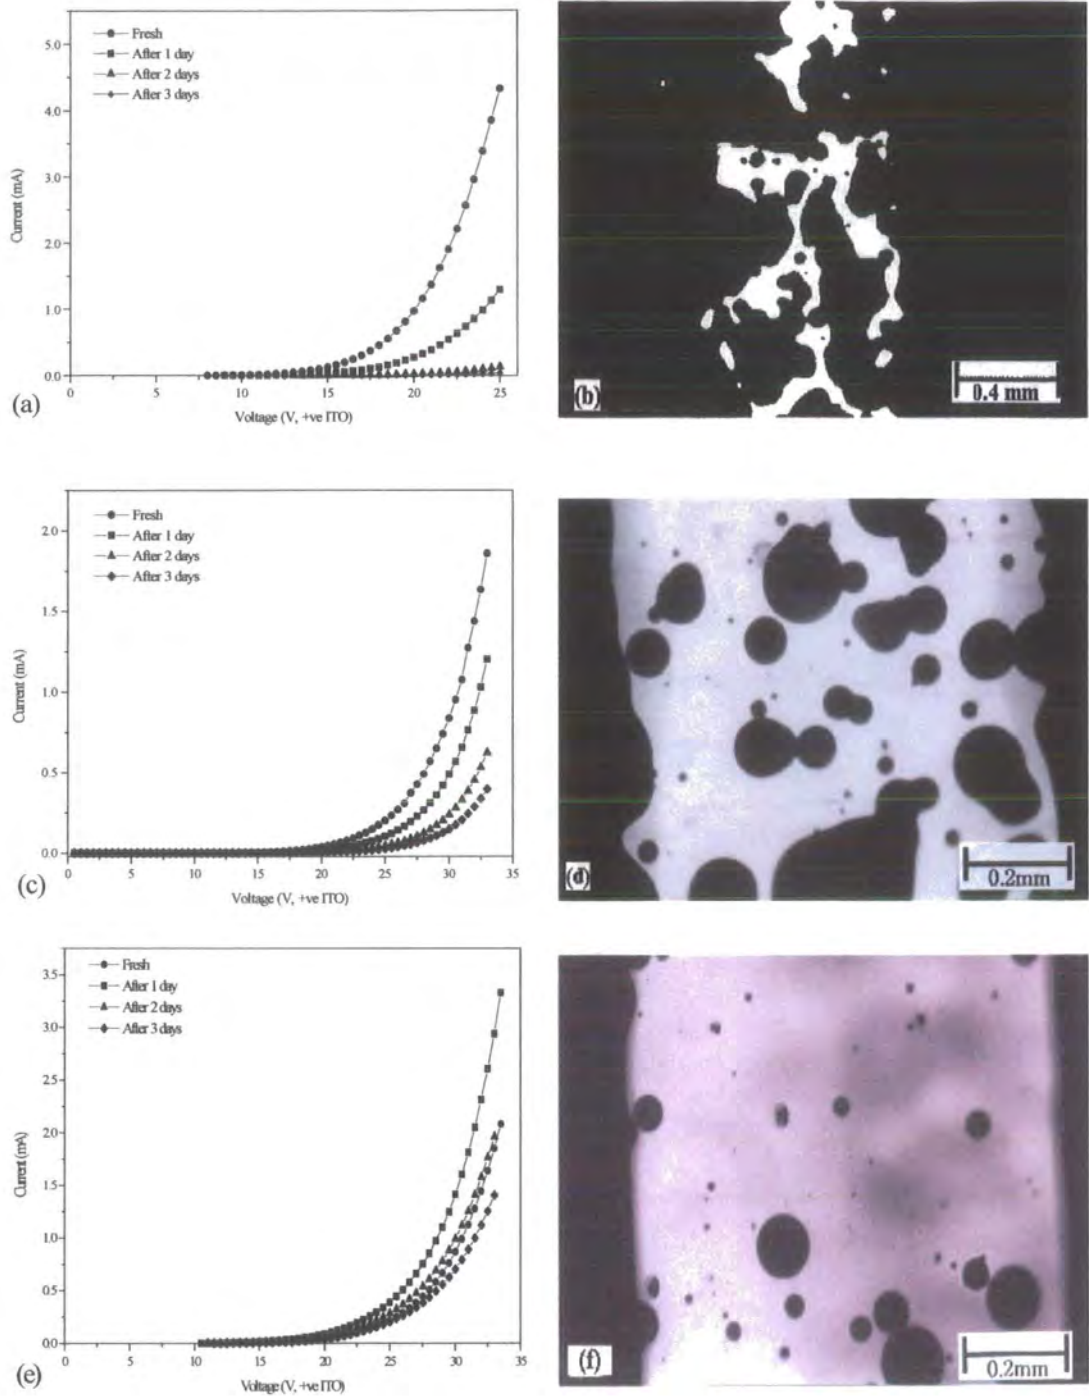 Fresh
After 1 day
After 2 days
After 3 days
5.0
4.0
3.0
2.0
1.0
0.0
0 5 10 15 20 25
Current (mA)
Voltage (V, +ve ITO)
(a)
(b)
0.4 mm
Fresh
After 1 day
After 2 days
After 3 days
2.0
1.5
1.0
0.5
0.0
0 5 10 15 20 25 30 35
Current (mA)
Voltage (V, +ve ITO)
(c)
(d)
0.2mm
Fresh
After 1 day
After 2 days
After 3 days
3.5
3.0
2.5
2.0
1.5
1.0
0.5
0.0
0 5 10 15 20 25 30 35
Current (mA)
Voltage (V, +ve ITO)
(e)
(f)
0.2mm